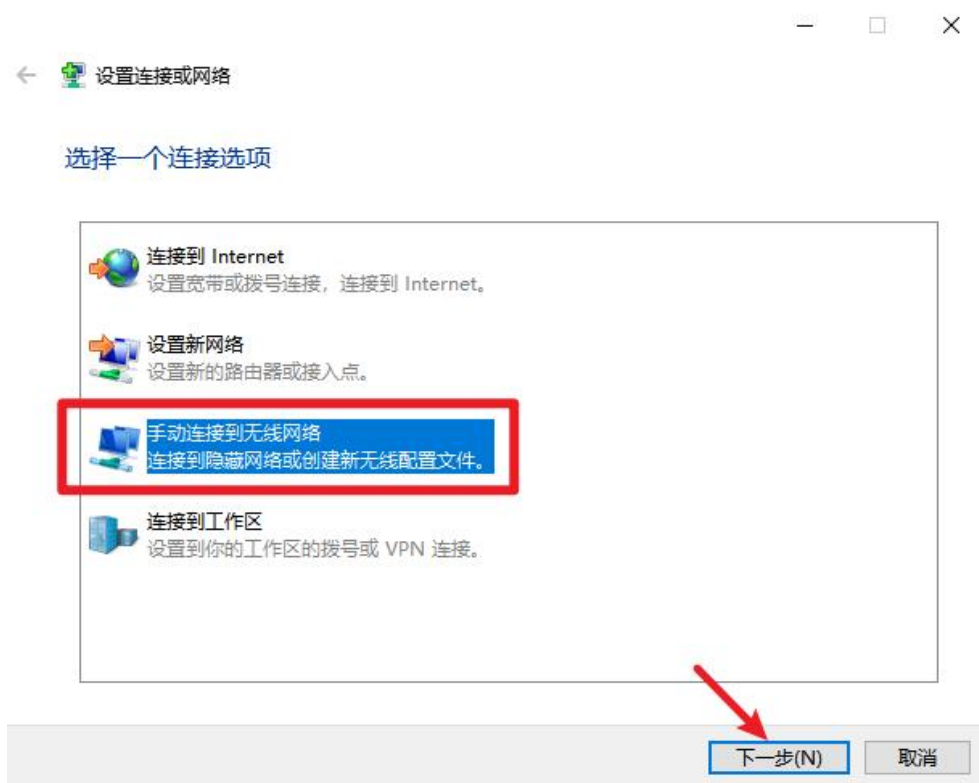 设置连接或网络
选择一个连接选项
连接到 Internet
设置宽带或拨号连接，连接到 Internet。
设置新网络
设置新的路由器或接入点。
手动连接到无线网络
连接到隐藏网络或创建新无线配置文件。
连接到工作区
设置到你的工作区的拨号或 VPN 连接。
下一步(N)
取消